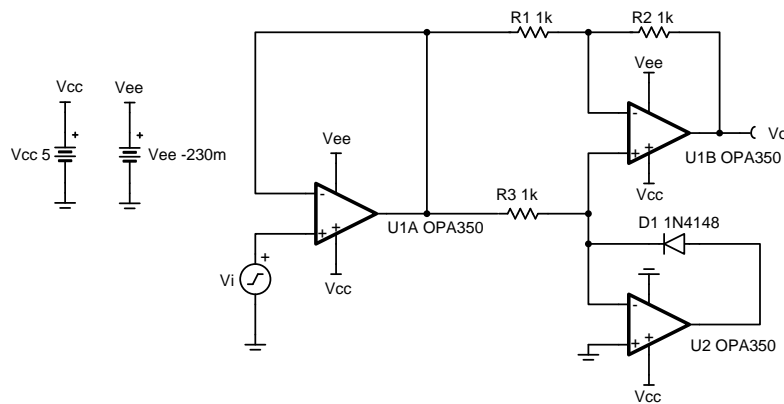 R1 1k
R2 1k
Vcc
Vee
Vee
Vcc 5
+
Vee -230m
+
-
+
+
Vo
U1B OPA350
Vee
Vcc
-
+
+
U1A OPA350
R3 1k
D1 1N4148
Vi
+
Vcc
-
+
+
U2 OPA350
Vcc